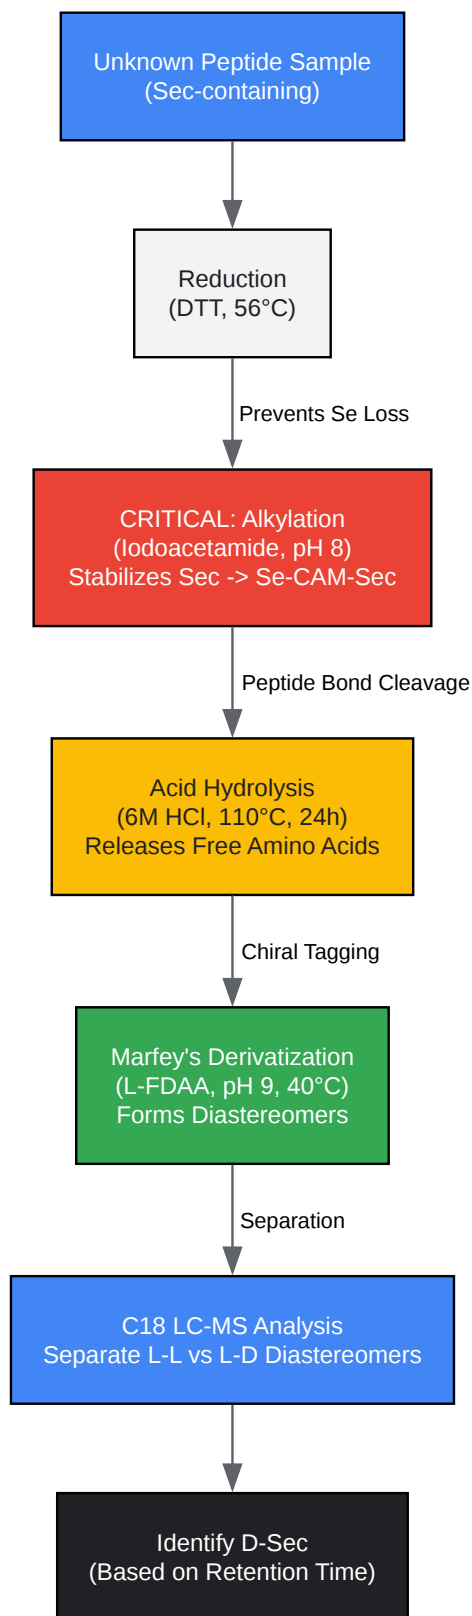 Unknown Peptide Sample
(Sec-containing)
Reduction
(DTT, 56°C)
Prevents Se Loss
CRITICAL: Alkylation
(Iodoacetamide, pH 8)
Stabilizes Sec -> Se-CAM-Sec
Peptide Bond Cleavage
Acid Hydrolysis
(6M HCl, 110°C, 24h)
Releases Free Amino Acids
Chiral Tagging
Marfey's Derivatization
(L-FDAA, pH 9, 40°C)
Forms Diastereomers
Separation
C18 LC-MS Analysis
Separate L-L vs L-D Diastereomers
Identify D-Sec
(Based on Retention Time)